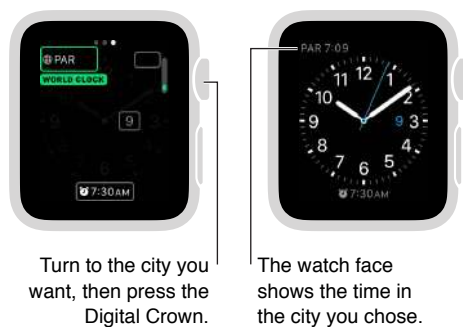 PAR
WORLD CLOCK
9
7:30AM
PAR 7:09
12
11 1
10 2
9 9 3
8 4
7 5
6
7:30AM
Turn to the city you
want, then press the
Digital Crown.
The watch face
shows the time in
the city you chose.